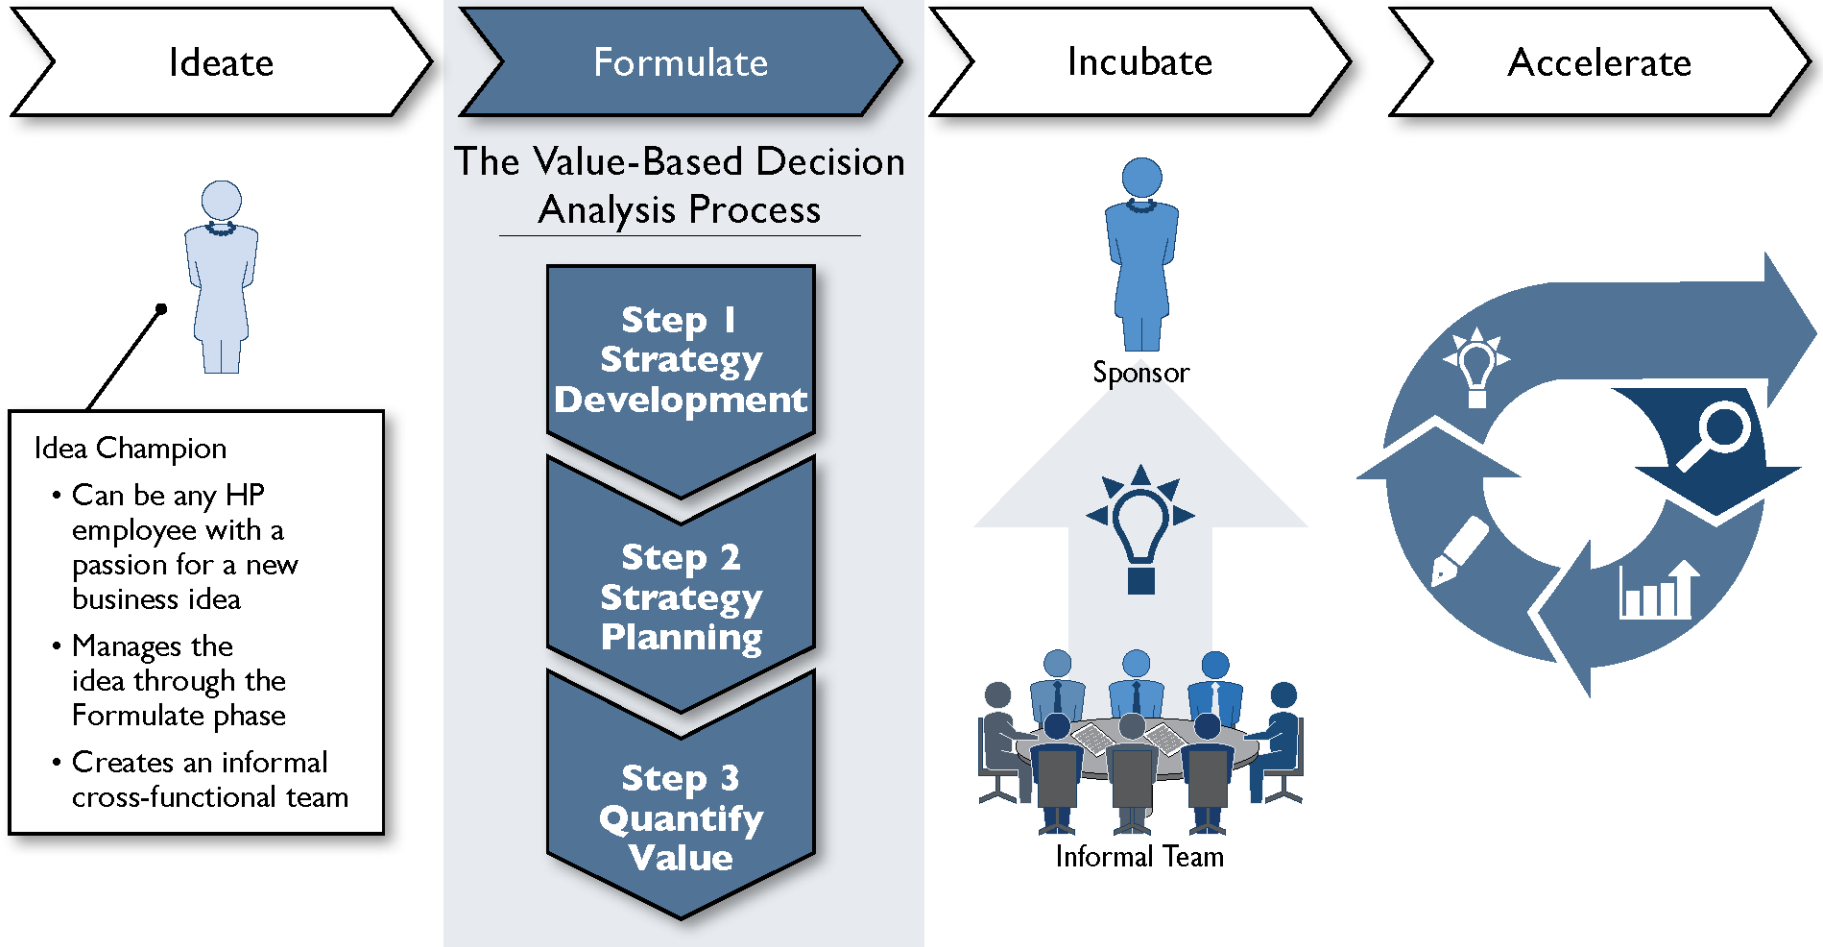 Ideate
Formulate
Incubate
Accelerate
The Value-Based Decision
Analysis Process
Idea Champion
• Can be any HP
employee with a
passion for a new
business idea
• Manages the
idea through the
Formulate phase
• Creates an informal
cross-functional team
Step 1
Strategy
Development
Step 2
Strategy
Planning
Step 3
Quantify
Value
Sponsor
Informal Team